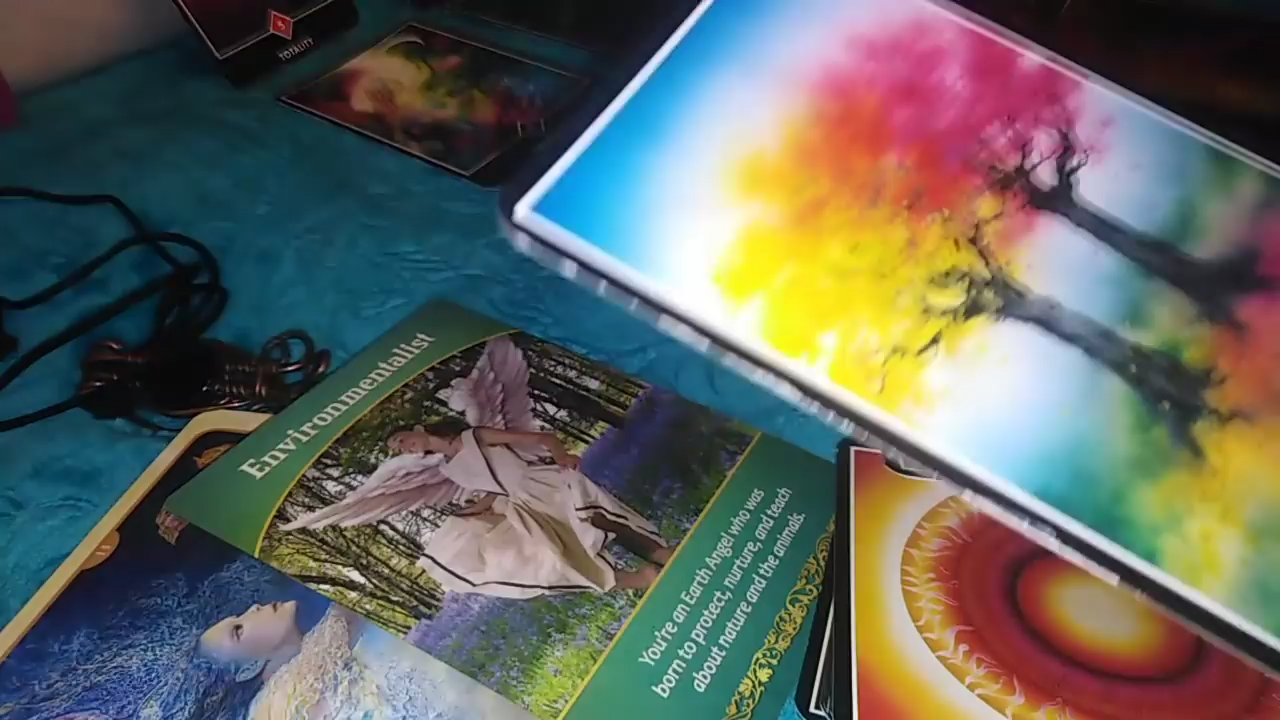 TOTALITY
Environmentalist
You're an Earth Angel who was
born to protect, nurture, and teach
about nature and the animals.